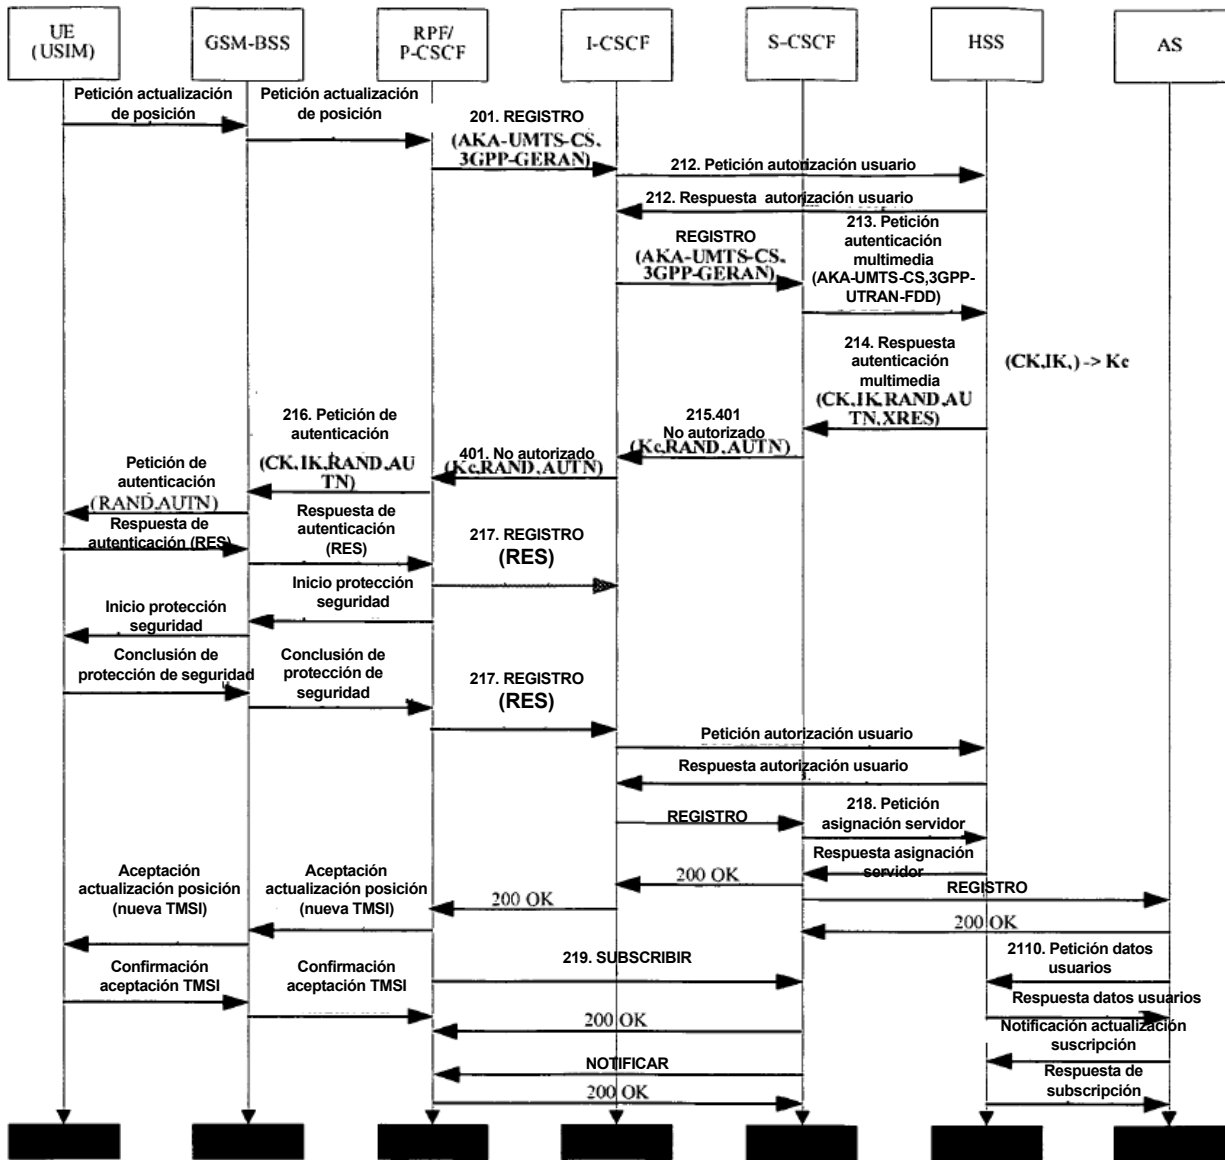 UE
(USIM)
GSM-BSS
RPF/
P-CSCF
I-CSCF
S-CSCF
HSS
AS
Petición actualización
de posición
Petición actualización
de posición
201. REGISTRO
(AKA-UMTS-CS,
3GPP-GERAN)
212. Petición autorización usuario
212. Respuesta autorización usuario
REGISTRO
(AKA-UMTS-CS,
3GPP-GERAN)
213. Petición
autenticación
multimedia
(AKA-UMTS-CS,3GPP-
UTRAN-FDD)
214. Respuesta
autenticación
multimedia
(CK,IK,RAND,AU
TN,XRES)
(CK,IK,) -> Kc
215.401
No autorizado
(Kc,RAND,AUTN)
401. No autorizado
(Kc,RAND,AUTN)
216. Petición de
autenticación
(CK,IK,RAND,AU
TN)
Petición de
autenticación
(RAND,AUTN)
Respuesta de
autenticación (RES)
Respuesta de
autenticación
(RES)
217. REGISTRO
(RES)
Inicio protección
seguridad
Inicio protección
seguridad
Conclusión de
protección de seguridad
Conclusión de
protección de
seguridad
217. REGISTRO
(RES)
Petición autorización usuario
Respuesta autorización usuario
REGISTRO
218. Petición
asignación servidor
Respuesta asignación
servidor
200 OK
200 OK
REGISTRO
200 OK
Aceptación
actualización posición
(nueva TMSI)
Aceptación
actualización posición
(nueva TMSI)
219. SUBSCRIBIR
2110. Petición datos
usuarios
Confirmación
aceptación TMSI
Confirmación
aceptación TMSI
Respuesta datos usuarios
200 OK
Notificación actualización
suscripción
NOTIFICAR
Respuesta de
subscripción
200 OK